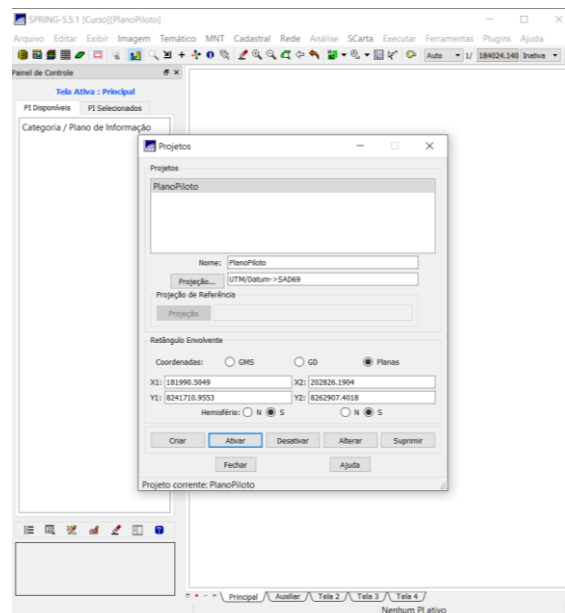 SPRING-5.5.1 [Curso][PlanoPiloto]
Arquivo Editar Exibir Imagem Temático MNT Cadastral Rede Análise SCarta Executar Ferramentas Plugins Ajuda
Auto 1/ 184024.140 Inativa
Painel de Controle
Tela Ativa : Principal
PI Disponíveis PI Selecionados
Categoria / Plano de Informação
Projetos
Projetos
PlanoPiloto
Nome: PlanoPiloto
Projeção... UTM/Datum->SAD69
Projeção de Referência
Projeção
Retângulo Envolvente
Coordenadas: GMS GD Planas
X1: 181990.5049 X2: 202826.1904
Y1: 8241710.9553 Y2: 8262907.4018
Hemisfério: N S N S
Criar Ativar Desativar Alterar Suprimir
Fechar Ajuda
Projeto corrente: PlanoPiloto
Principal Auxiliar Tela 2 Tela 3 Tela 4
Nenhum PI ativo